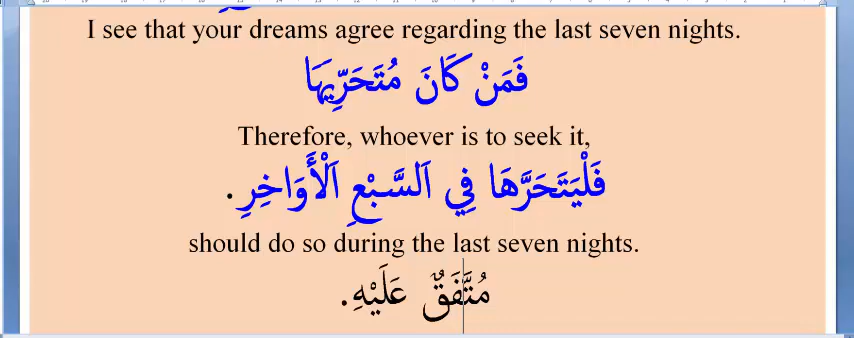 I see that your dreams agree regarding the last seven nights.
فَمَنْ كَانَ مُتَحَرِّيهَا
Therefore, whoever is to seek it,
فَلْيَتَحَرَّهَا فِي اَلسَّبْعِ اَلْأَوَاخِرِ.
should do so during the last seven nights.
مُتَّفَقٌ عَلَيْهِ.